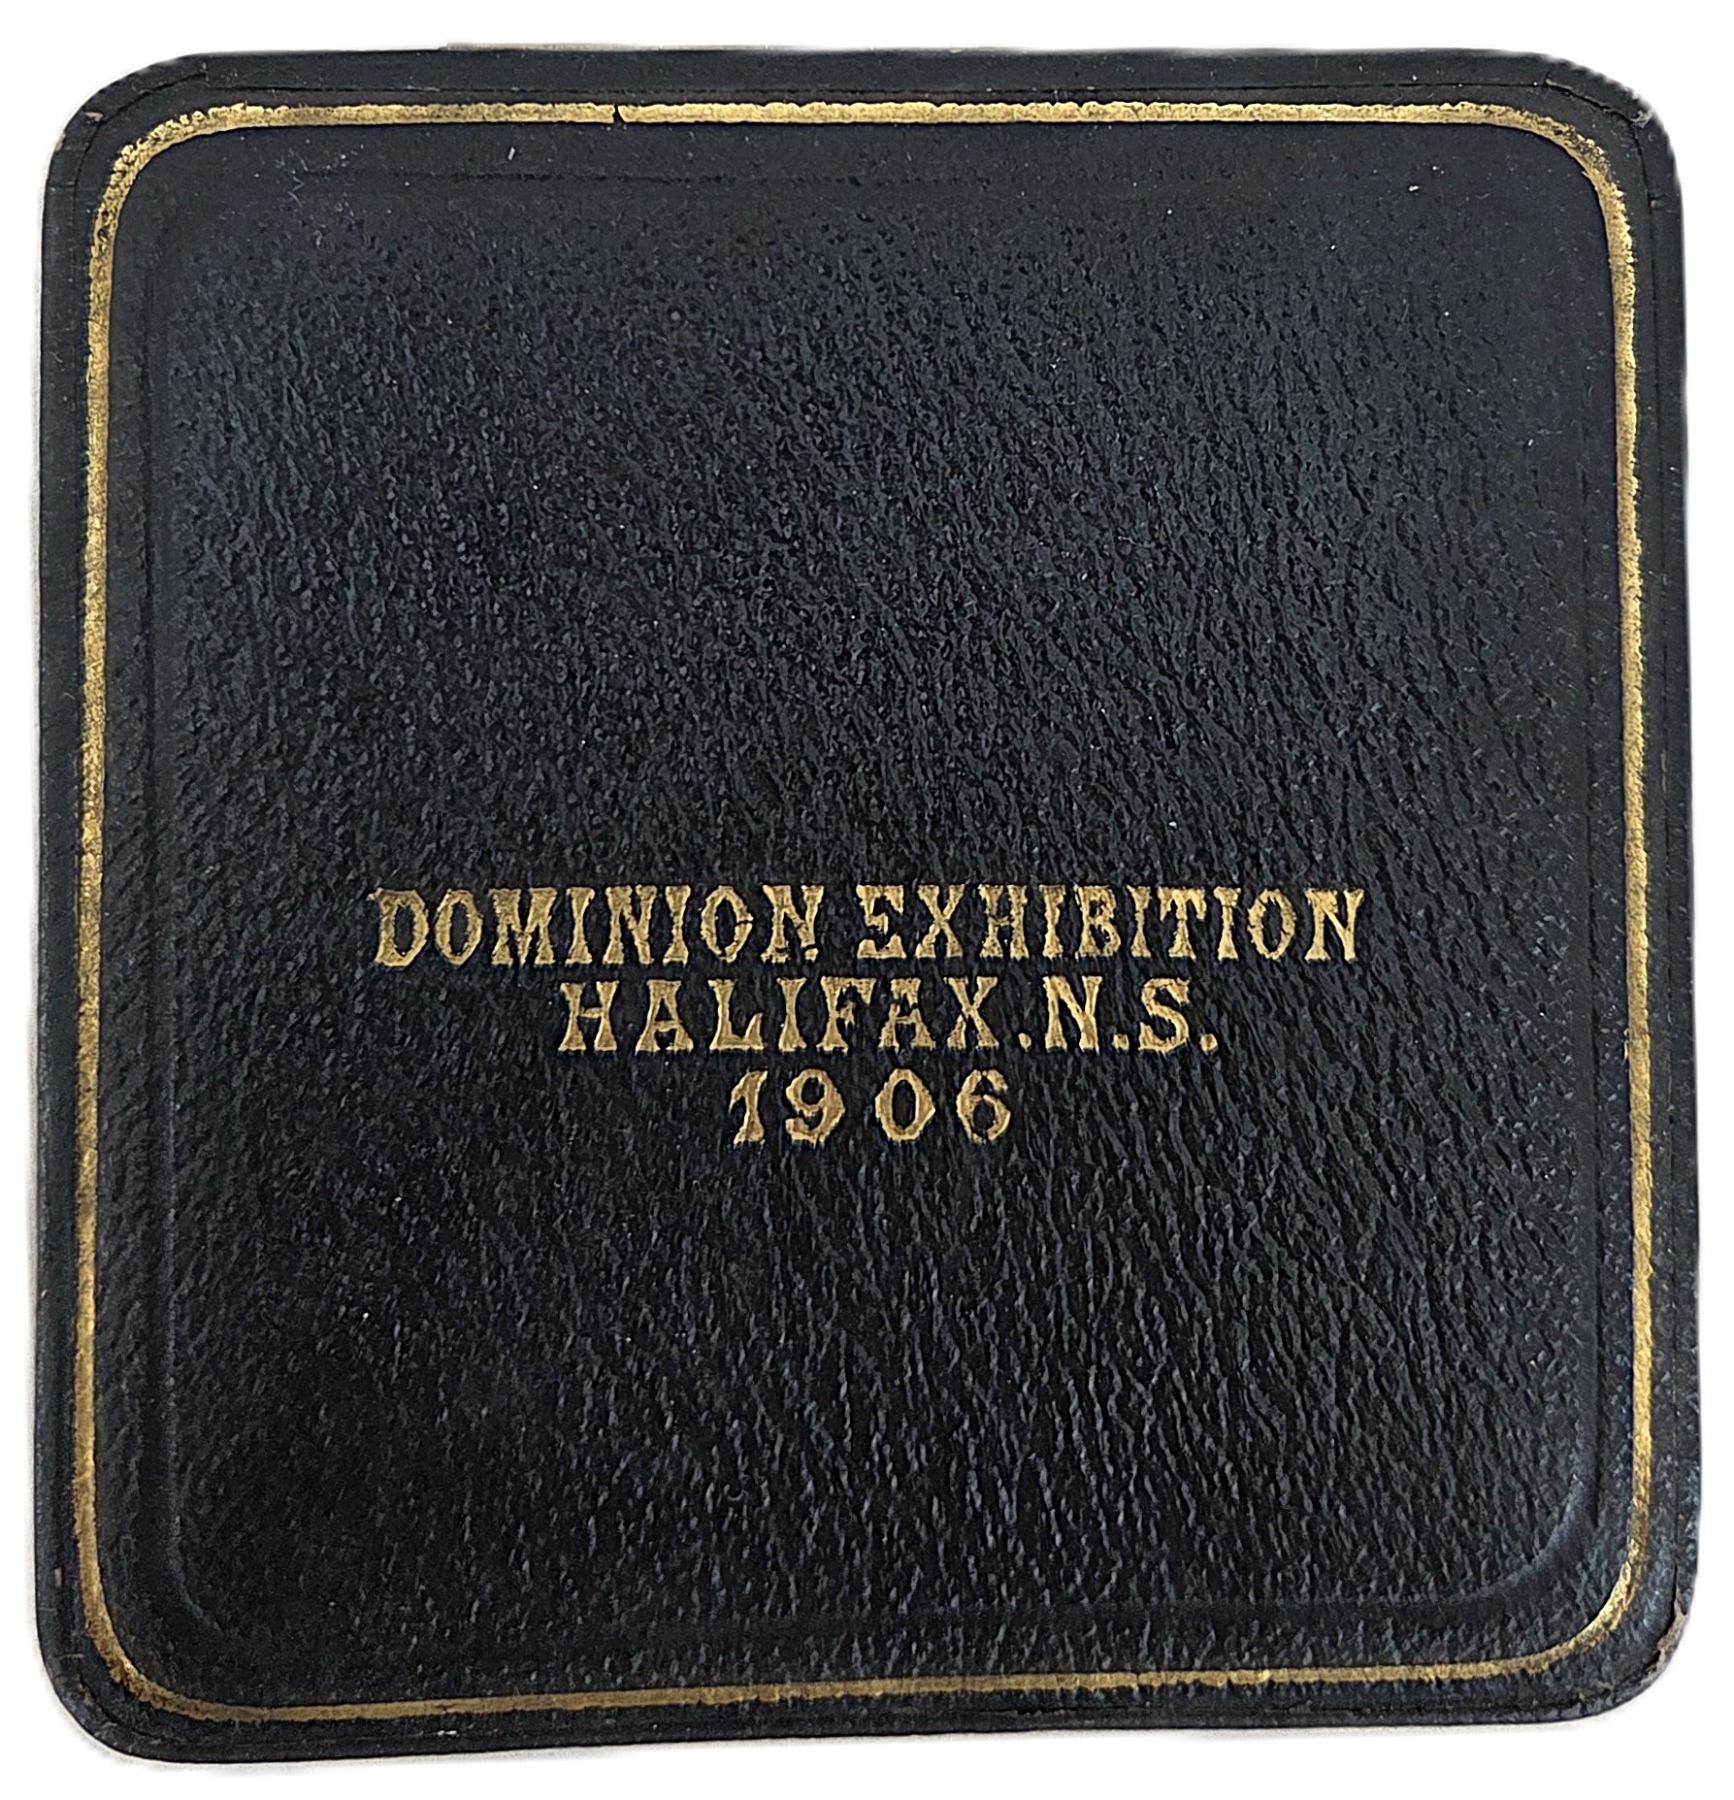 DOMINION EXHIBITION
HALIFAX.N.S.
1906